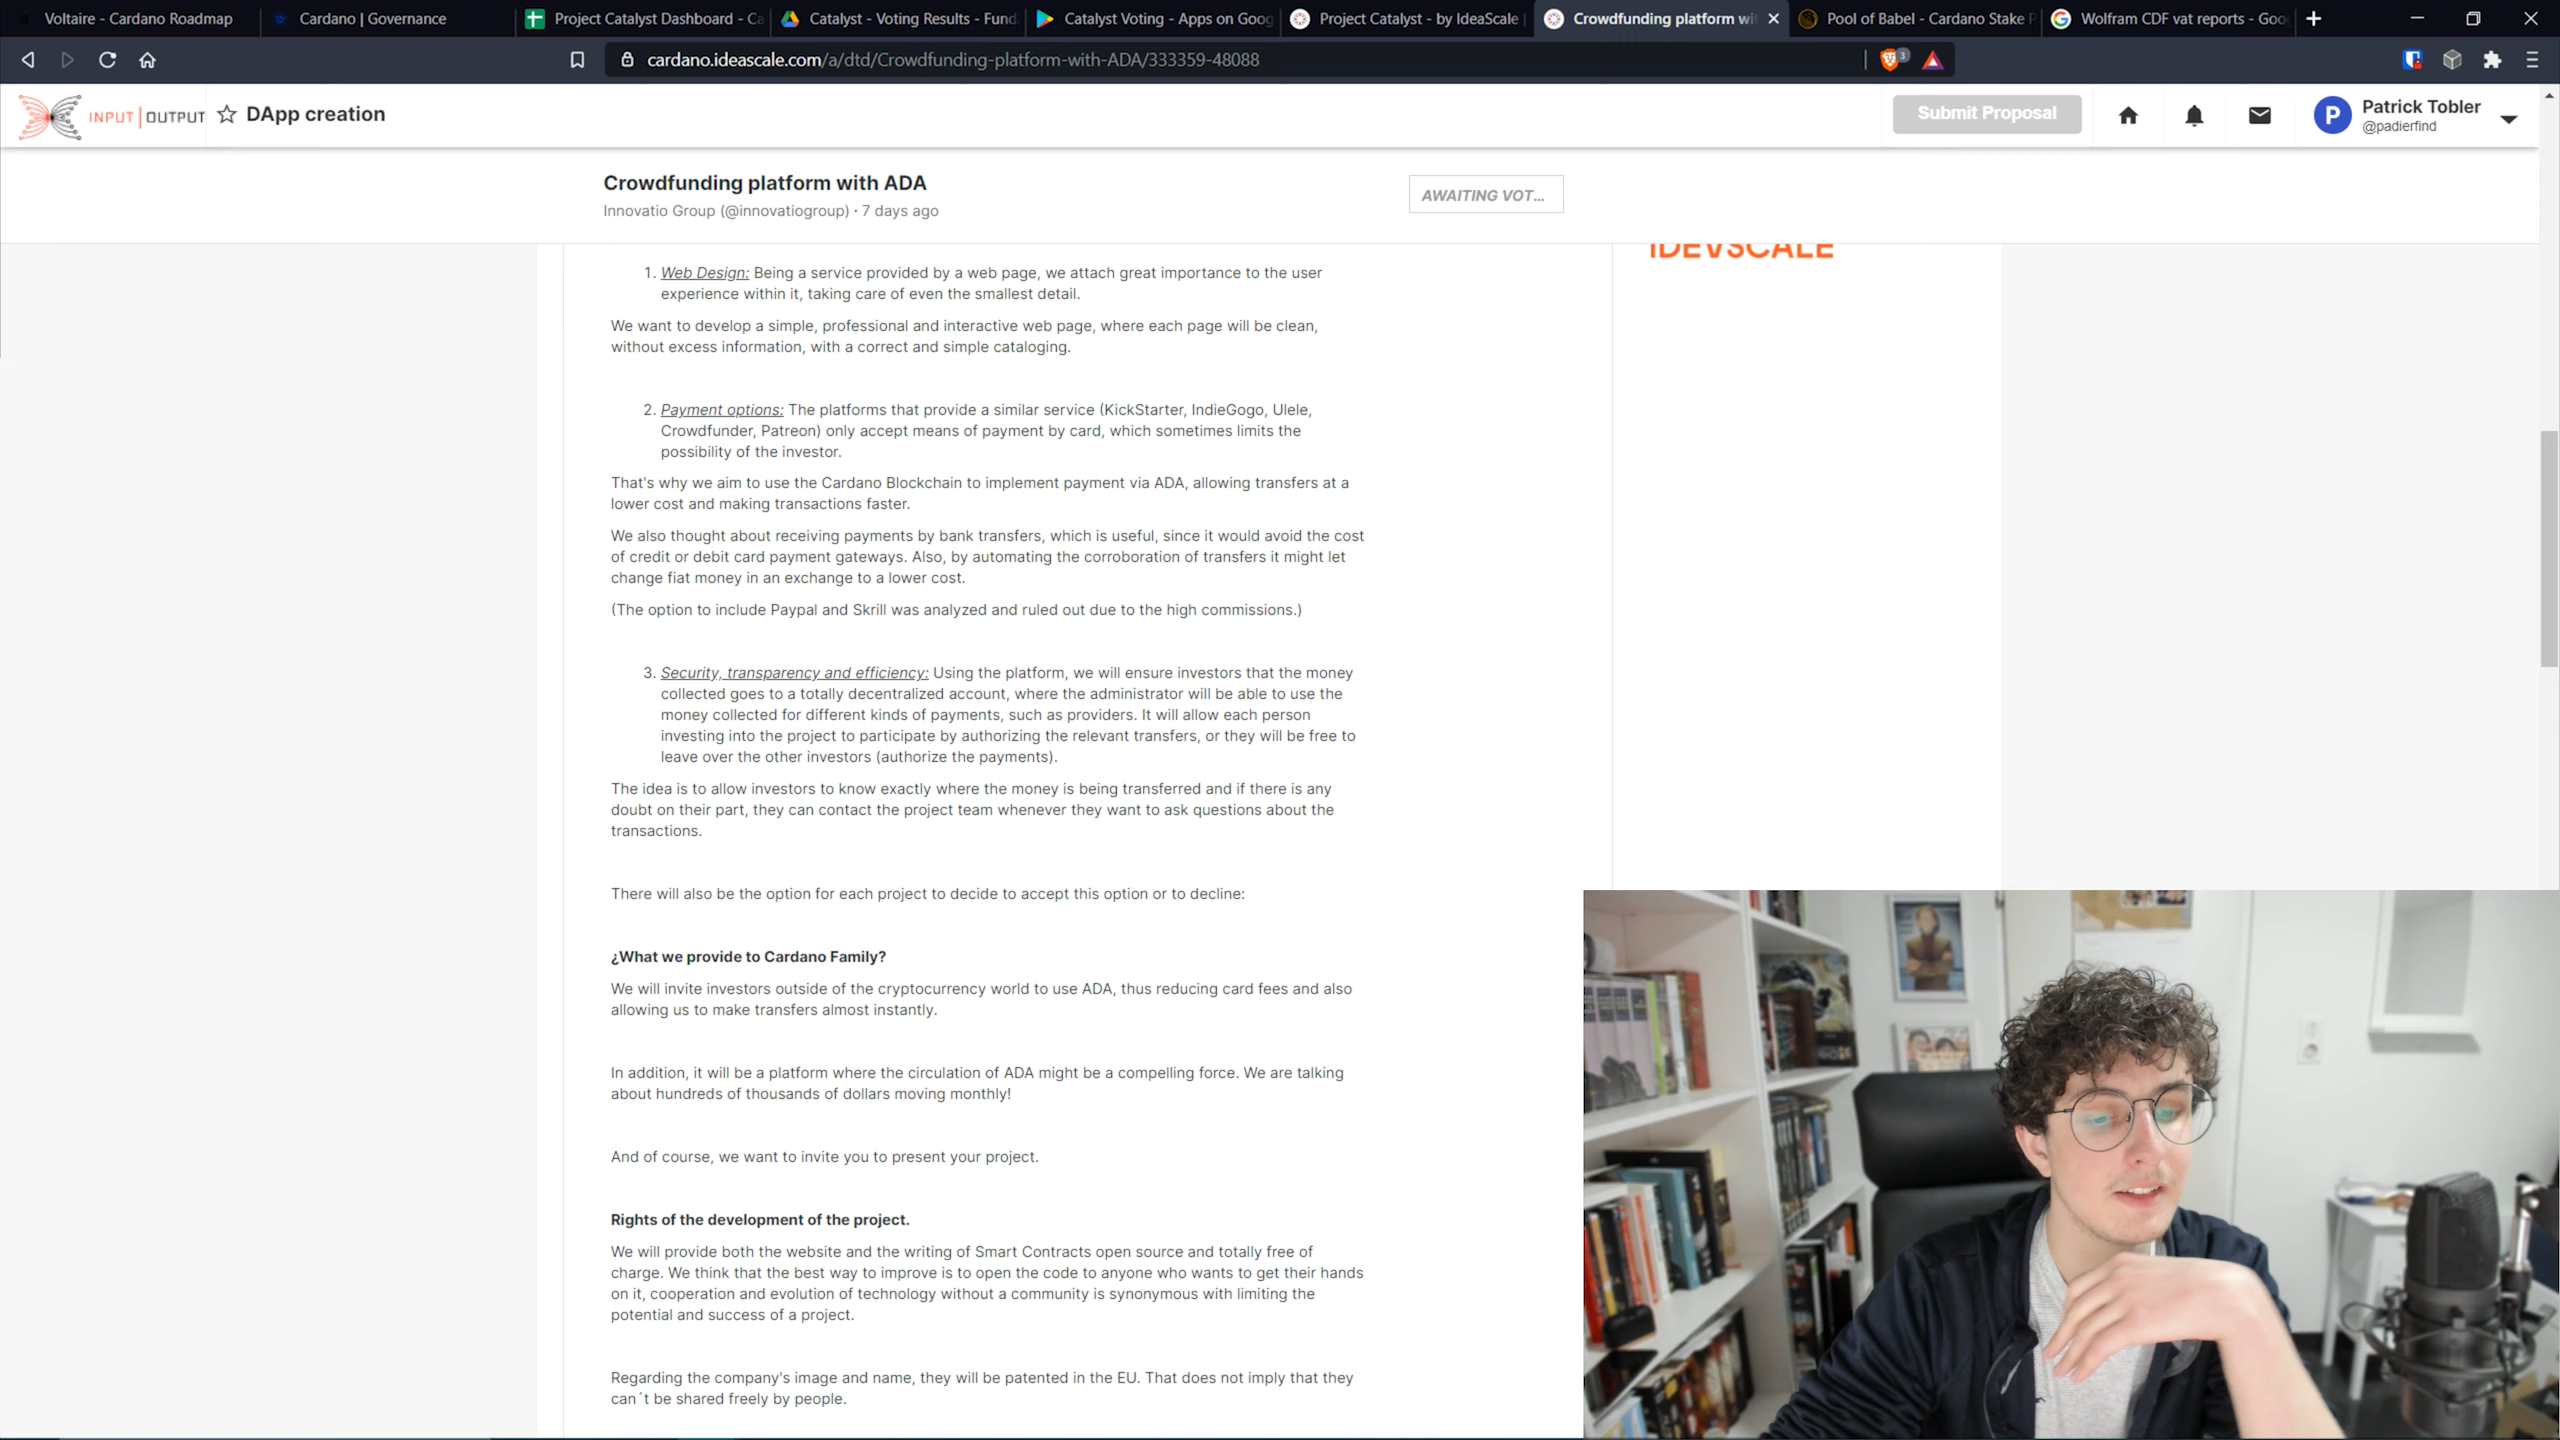 Voltaire - Cardano Roadmap
Cardano | Governance
Project Catalyst Dashboard - Ca
Catalyst - Voting Results - Fund
Catalyst Voting - Apps on Goog
Project Catalyst - by IdeaScale
Crowdfunding platform wi
Pool of Babel - Cardano Stake P
Wolfram CDF vat reports - Goo
cardano.ideascale.com/a/dtd/Crowdfunding-platform-with-ADA/333359-48088
3
INPUT | OUTPUT
DApp creation
Submit Proposal
P
Patrick Tobler
@padierfind
Crowdfunding platform with ADA
Innovatio Group (@innovatiogroup) · 7 days ago
AWAITING VOT...
1. Web Design: Being a service provided by a web page, we attach great importance to the user
experience within it, taking care of even the smallest detail.
We want to develop a simple, professional and interactive web page, where each page will be clean,
without excess information, with a correct and simple cataloging.
2. Payment options: The platforms that provide a similar service (KickStarter, IndieGogo, Ulele,
Crowdfunder, Patreon) only accept means of payment by card, which sometimes limits the
possibility of the investor.
That's why we aim to use the Cardano Blockchain to implement payment via ADA, allowing transfers at a
lower cost and making transactions faster.
We also thought about receiving payments by bank transfers, which is useful, since it would avoid the cost
of credit or debit card payment gateways. Also, by automating the corroboration of transfers it might let
change fiat money in an exchange to a lower cost.
(The option to include Paypal and Skrill was analyzed and ruled out due to the high commissions.)
3. Security, transparency and efficiency: Using the platform, we will ensure investors that the money
collected goes to a totally decentralized account, where the administrator will be able to use the
money collected for different kinds of payments, such as providers. It will allow each person
investing into the project to participate by authorizing the relevant transfers, or they will be free to
leave over the other investors (authorize the payments).
The idea is to allow investors to know exactly where the money is being transferred and if there is any
doubt on their part, they can contact the project team whenever they want to ask questions about the
transactions.
There will also be the option for each project to decide to accept this option or to decline:
¿What we provide to Cardano Family?
We will invite investors outside of the cryptocurrency world to use ADA, thus reducing card fees and also
allowing us to make transfers almost instantly.
In addition, it will be a platform where the circulation of ADA might be a compelling force. We are talking
about hundreds of thousands of dollars moving monthly!
And of course, we want to invite you to present your project.
Rights of the development of the project.
We will provide both the website and the writing of Smart Contracts open source and totally free of
charge. We think that the best way to improve is to open the code to anyone who wants to get their hands
on it, cooperation and evolution of technology without a community is synonymous with limiting the
potential and success of a project.
Regarding the company's image and name, they will be patented in the EU. That does not imply that they
can´t be shared freely by people.